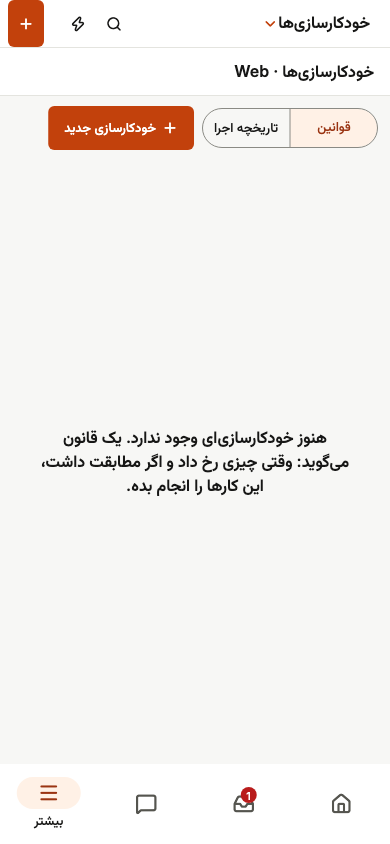 خودکارسازی‌ها
خودکارسازی‌ها · Web
قوانین
تاریخچه اجرا
خودکارسازی جدید
هنوز خودکارسازی‌ای وجود ندارد. یک قانون
می‌گوید: وقتی چیزی رخ داد و اگر مطابقت داشت،
این کارها را انجام بده.
1
بیشتر